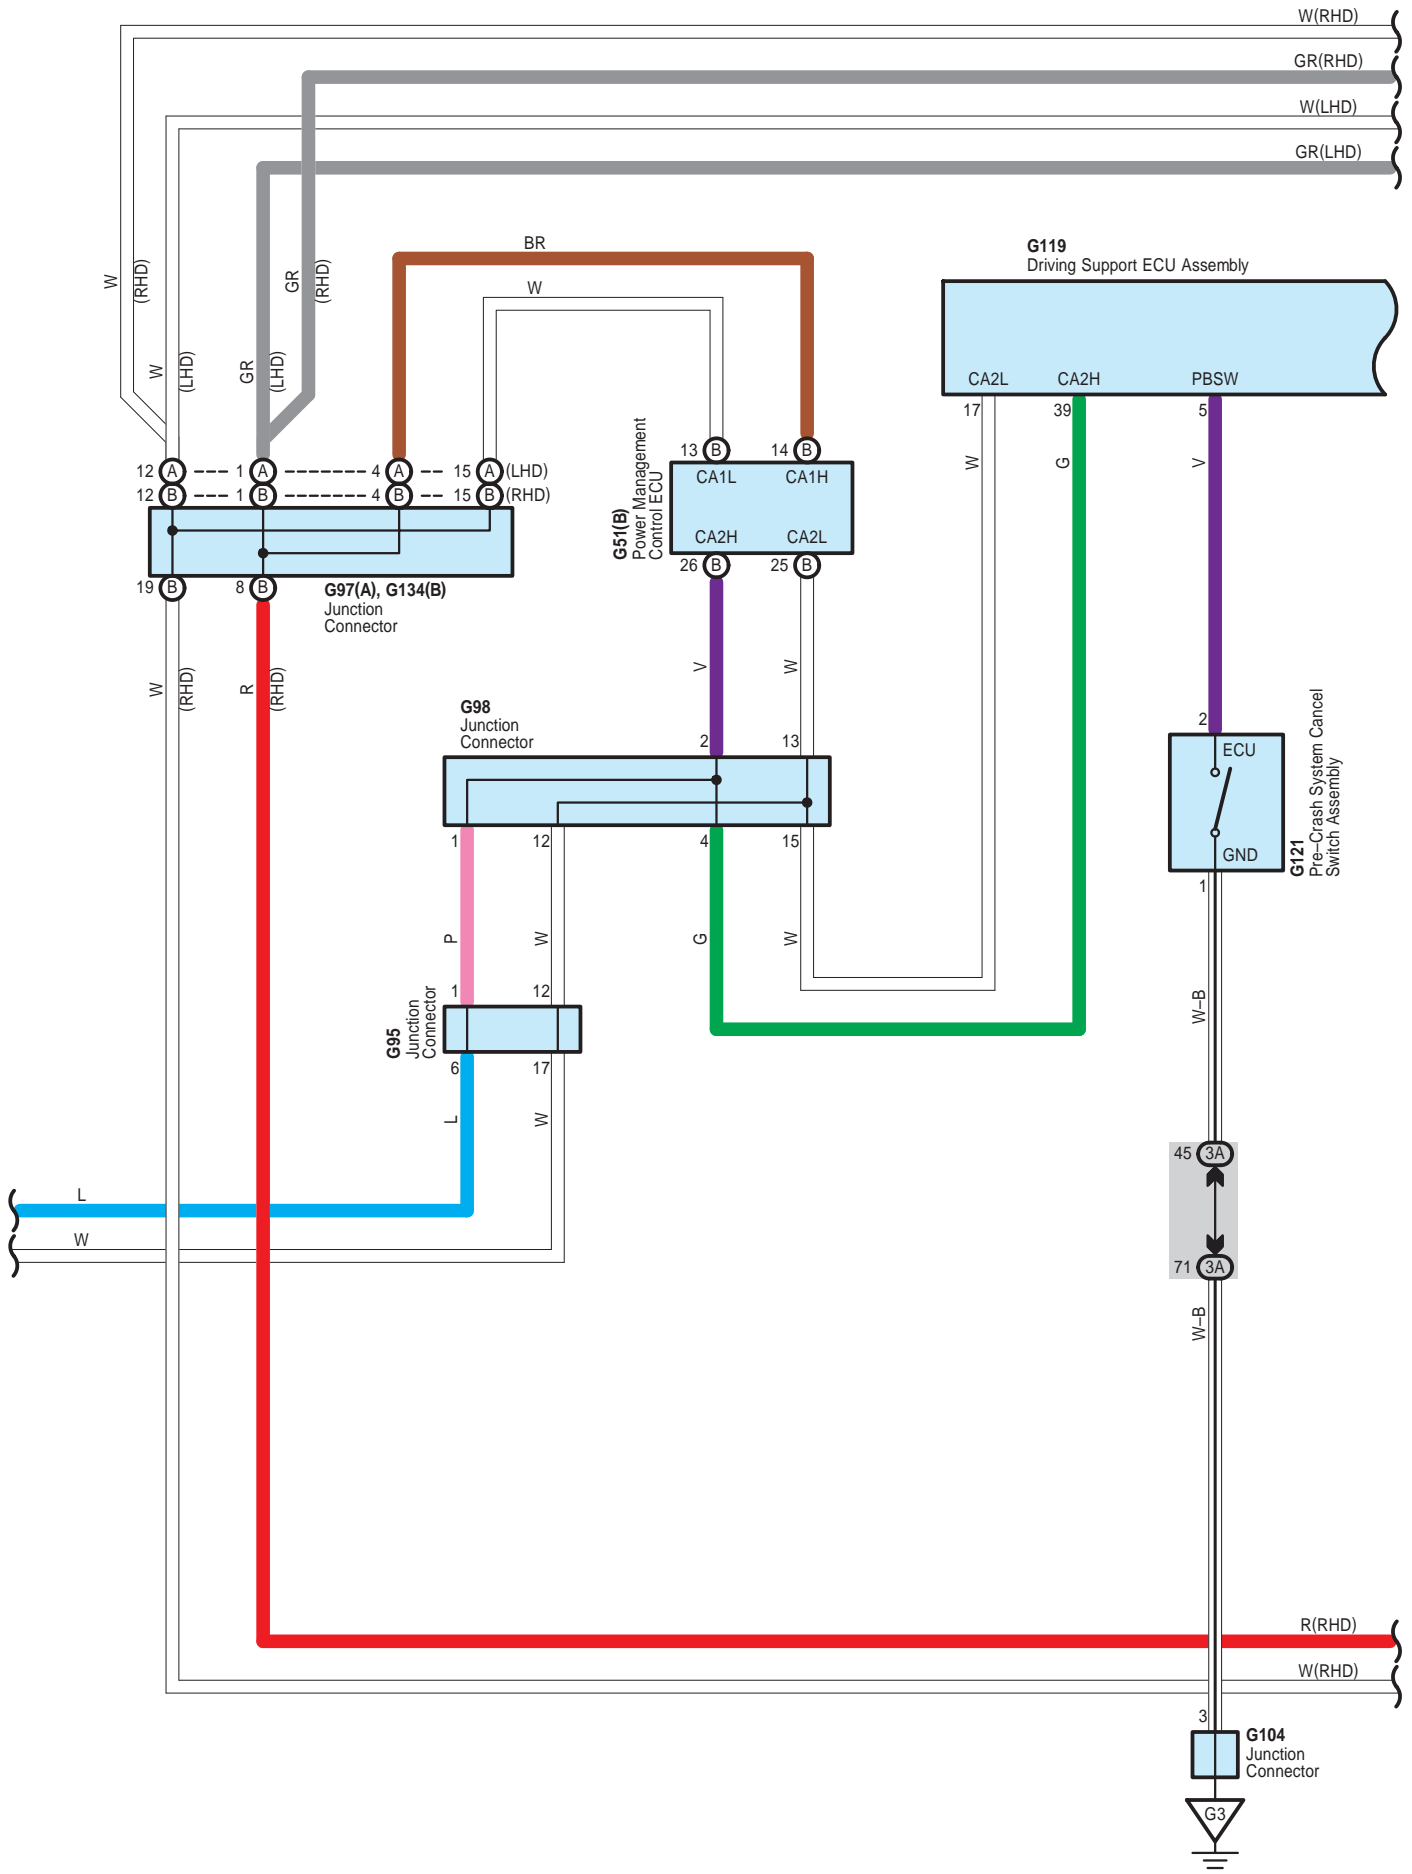 W(RHD)
GR(RHD)
W(LHD)
GR(LHD)
BR
W
W
(RHD)
GR
(RHD)
W
(LHD)
GR
(LHD)
G119
Driving Support ECU Assembly
CA2L
CA2H
PBSW
17
39
5
W
G
V
13 B
14 B
CA1L
CA1H
CA2H
CA2L
26 B
25 B
G51(B)
Power Management
Control ECU
12 A 1 A 4 A 15 A (LHD)
12 B 1 B 4 B 15 B (RHD)
19 B
8 B
G97(A), G134(B)
Junction
Connector
W
(RHD)
R
(RHD)
V
W
G98
Junction
Connector
2
13
1
12
4
15
P
W
G
W
2
ECU
GND
1
G121
Pre–Crash System Cancel
Switch Assembly
1
12
G95
Junction
Connector
6
17
L
W
W–B
45 3A
71 3A
W–B
L
W
R(RHD)
W(RHD)
3
G104
Junction
Connector
G3